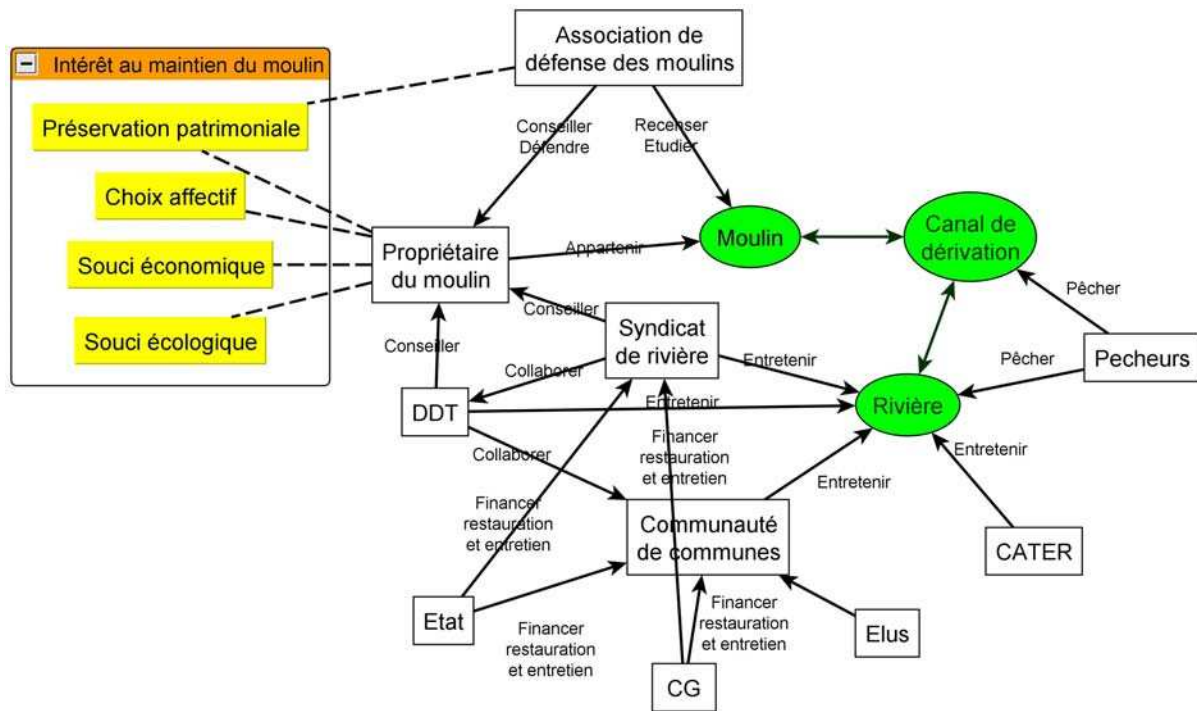 Association de
défense des moulins
Intérêt au maintien du moulin
Préservation patrimoniale
Choix affectif
Souci économique
Souci écologique
Conseiller
Défendre
Recenser
Etudier
Propriétaire
du moulin
Appartenir
Moulin
Canal de
dérivation
Pêcher
Pêcher
Pecheurs
Conseiller
Syndicat
de rivière
Conseiller
Collaborer
Entretenir
DDT
Entretenir
Rivière
Collaborer
Financer
restauration
et entretien
Entretenir
Entretenir
Financer
restauration
et entretien
Communauté
de communes
CATER
Etat
Financer
restauration
et entretien
Financer
restauration
et entretien
Elus
CG